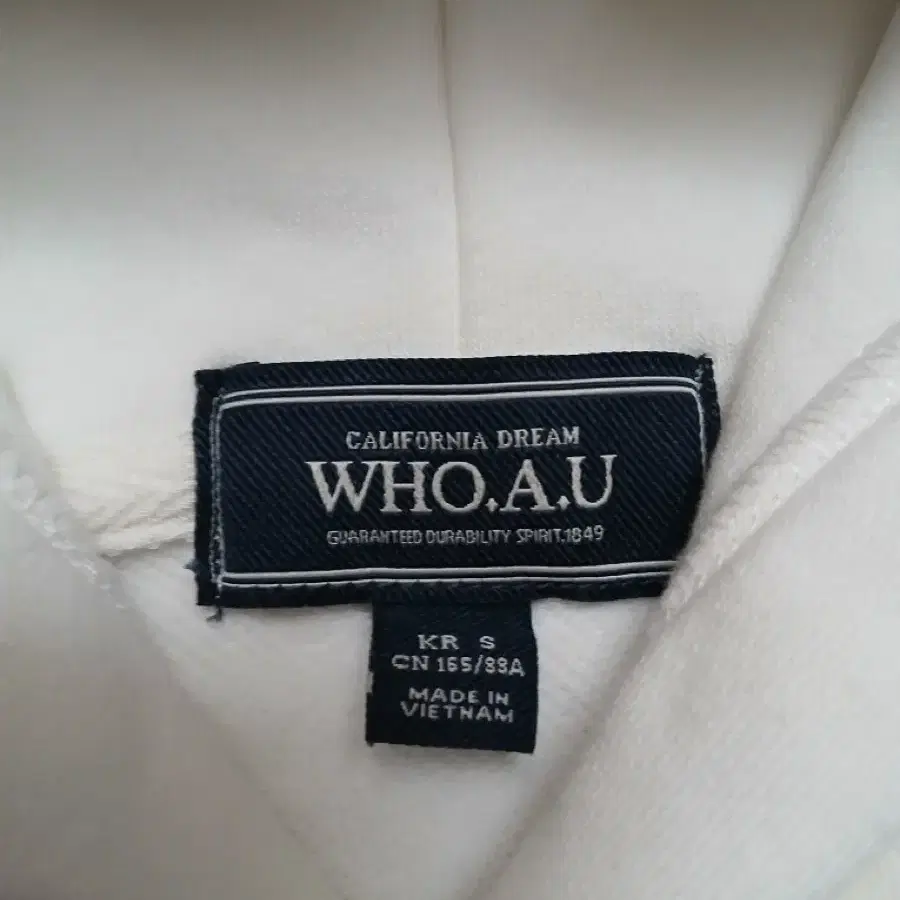 CALIFORNIA DREAM
WHO.A.U
GUARANTEED DURABILITY SPIRIT.1849
KR S
CN 165/88A
MADE IN
VIETNAM